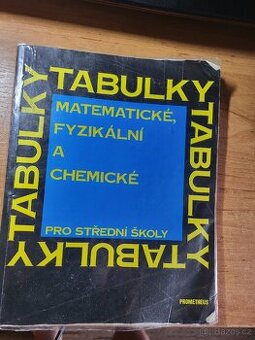 TABULKY
TABULKY
TABULKY
TABULKY
MATEMATICKÉ,
FYZIKÁLNÍ
A
CHEMICKÉ
PRO STŘEDNÍ ŠKOLY
PROMETHEUS